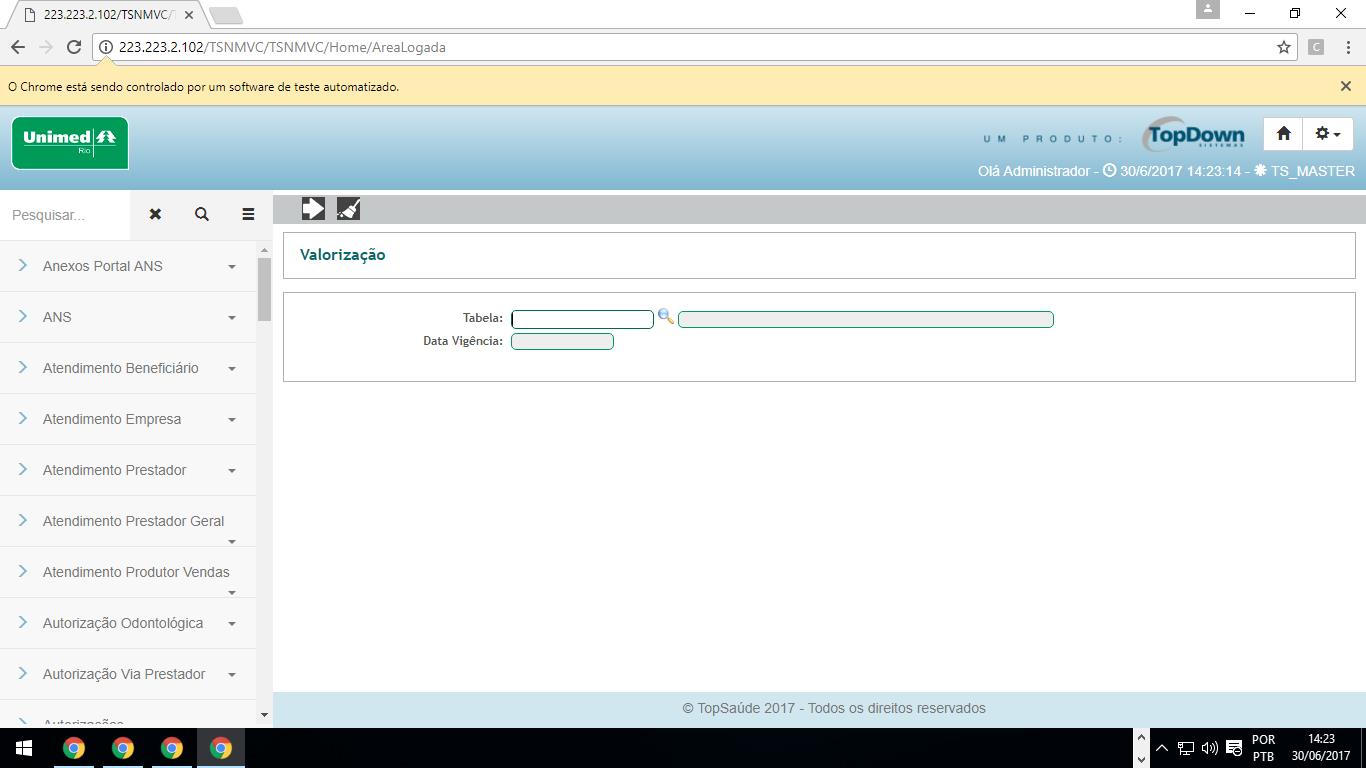 223.223.2.102/TSNMVC/T
223.223.2.102/TSNMVC/TSNMVC/Home/AreaLogada
C
O Chrome está sendo controlado por um software de teste automatizado.
Unimed
Rio
UM PRODUTO:
TopDown
SISTEMAS
Olá Administrador - 30/6/2017 14:23:14 - TS_MASTER
Pesquisar...
Anexos Portal ANS
ANS
Atendimento Beneficiário
Atendimento Empresa
Atendimento Prestador
Atendimento Prestador Geral
Atendimento Produtor Vendas
Autorização Odontológica
Autorização Via Prestador
Autorizações
Valorização
Tabela:
Data Vigência:
© TopSaúde 2017 - Todos os direitos reservados
POR
PTB
14:23
30/06/2017